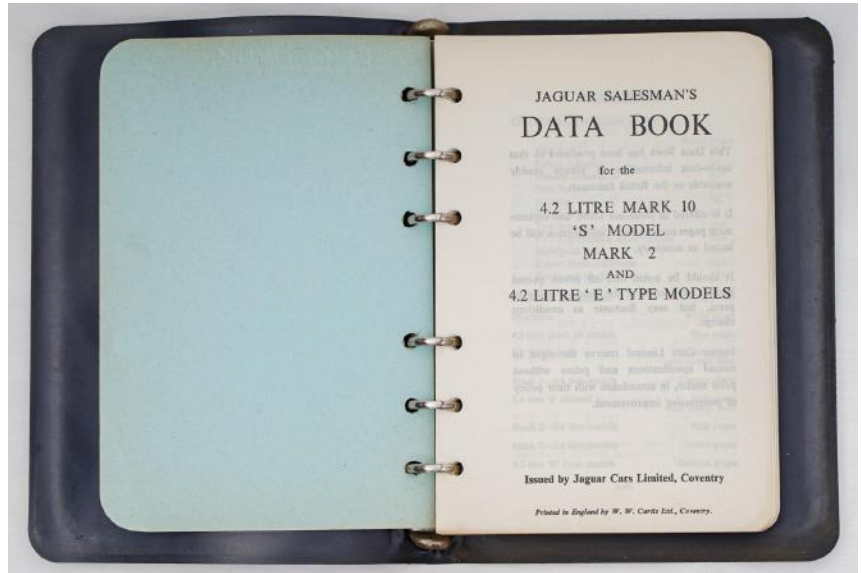 JAGUAR SALESMAN'S
DATA BOOK
for the
4.2 LITRE MARK 10
'S' MODEL
MARK 2
AND
4.2 LITRE 'E' TYPE MODELS
Issued by Jaguar Cars Limited, Coventry
Printed in England by W. W. Curtis Ltd., Coventry.